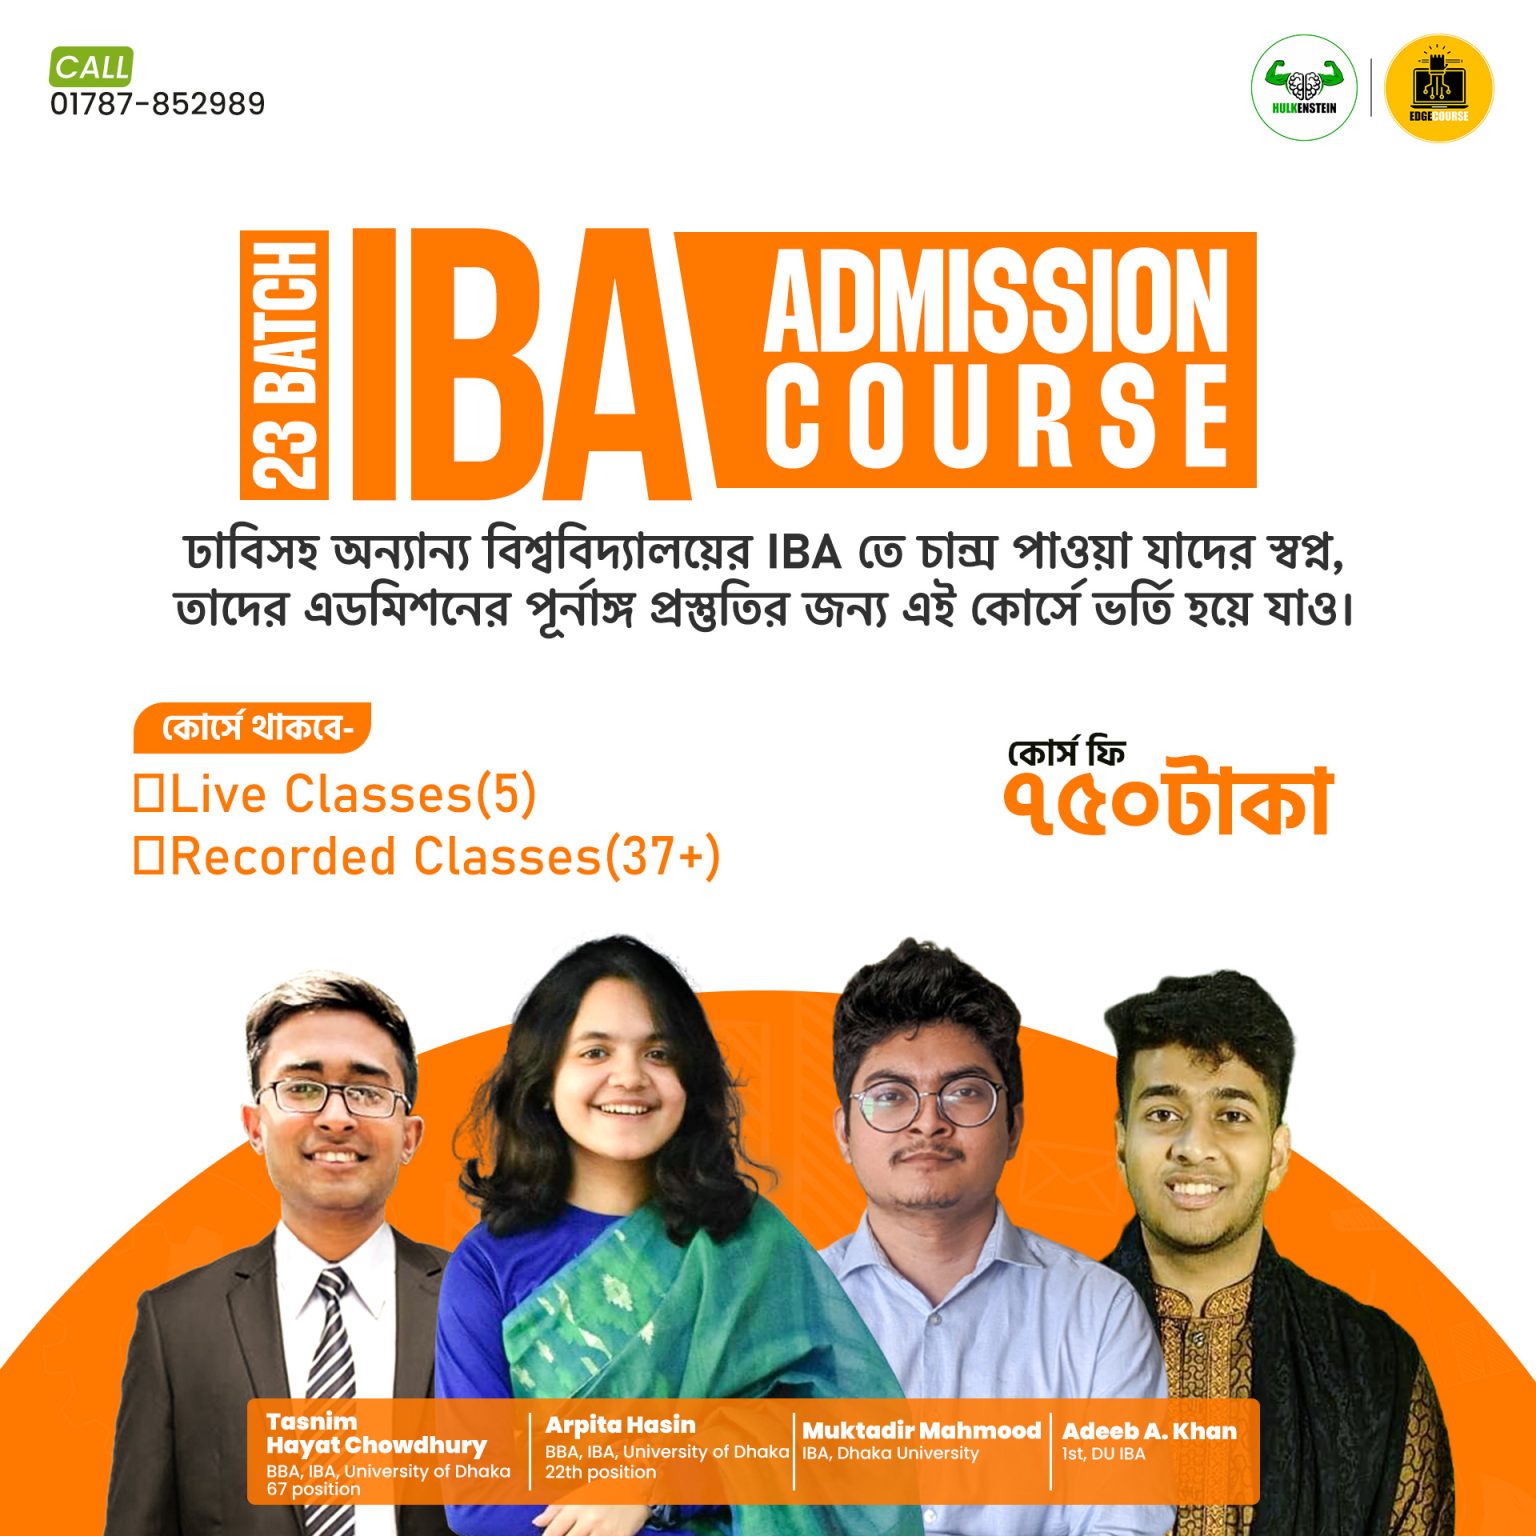 CALL
01787-852989
HULKENSTEIN
EDGECOURSE
23 BATCH
IBA
ADMISSION
COURSE
ঢাবিসহ অন্যান্য বিশ্ববিদ্যালয়ের IBA তে চান্স পাওয়া যাদের স্বপ্ন,
তাদের এডমিশনের পূর্নাঙ্গ প্রস্তুতির জন্য এই কোর্সে ভর্তি হয়ে যাও।
কোর্সে থাকবে-
Live Classes(5)
Recorded Classes(37+)
কোর্স ফি
৭৫০টাকা
Tasnim
Hayat Chowdhury
BBA, IBA, University of Dhaka
67 position
Arpita Hasin
BBA, IBA, University of Dhaka
22th position
Muktadir Mahmood
IBA, Dhaka University
Adeeb A. Khan
1st, DU IBA